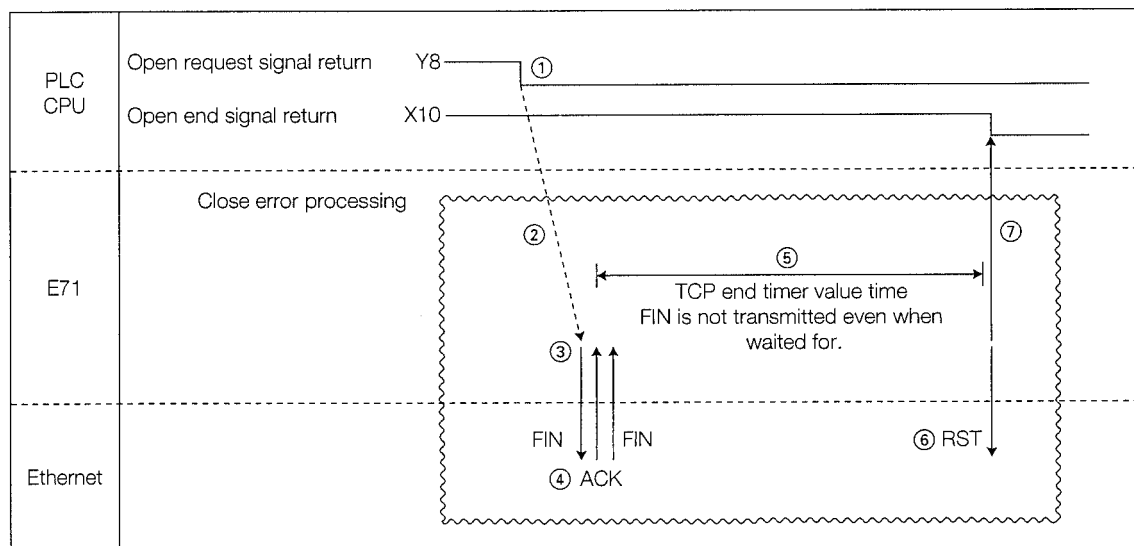 PLC
CPU
Open request signal return Y8 ①
Open end signal return X10
E71
Close error processing
② ⑦
⑤
TCP end timer value time
FIN is not transmitted even when
waited for.
③
Ethernet
FIN FIN ⑥ RST
④ ACK